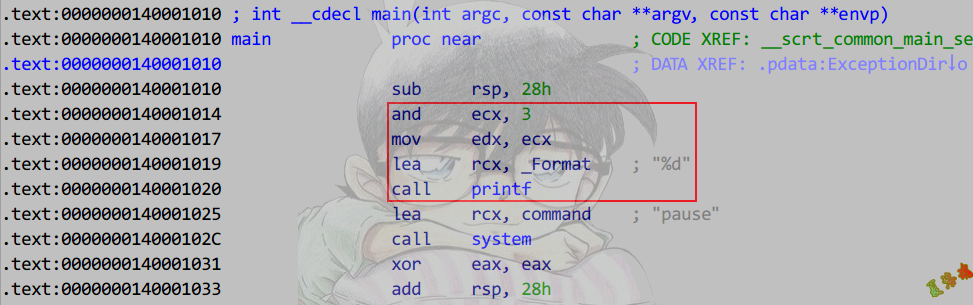 .text:0000000140001010 ; int __cdecl main(int argc, const char **argv, const char **envp)
.text:0000000140001010 main proc near ; CODE XREF: __scrt_common_main_se
.text:0000000140001010 ; DATA XREF: .pdata:ExceptionDir↓o
.text:0000000140001010 sub rsp, 28h
.text:0000000140001014 and ecx, 3
.text:0000000140001017 mov edx, ecx
.text:0000000140001019 lea rcx, _Format ; "%d"
.text:0000000140001020 call printf
.text:0000000140001025 lea rcx, command ; "pause"
.text:000000014000102C call system
.text:0000000140001031 xor eax, eax
.text:0000000140001033 add rsp, 28h